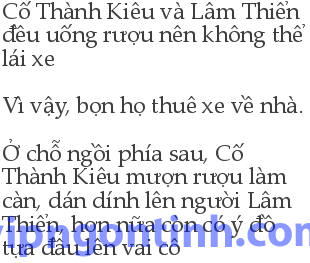 Cố Thành Kiêu và Lâm Thiển
đều uống rượu nên không thể
lái xe
Vì vậy, bọn họ thuê xe về nhà.
Ở chỗ ngồi phía sau, Cố
Thành Kiêu mượn rượu làm
càn, dán dính lên người Lâm
Thiển, hơn nữa còn có ý đồ
tựa đầu lên vai cô
vipngontinh.com